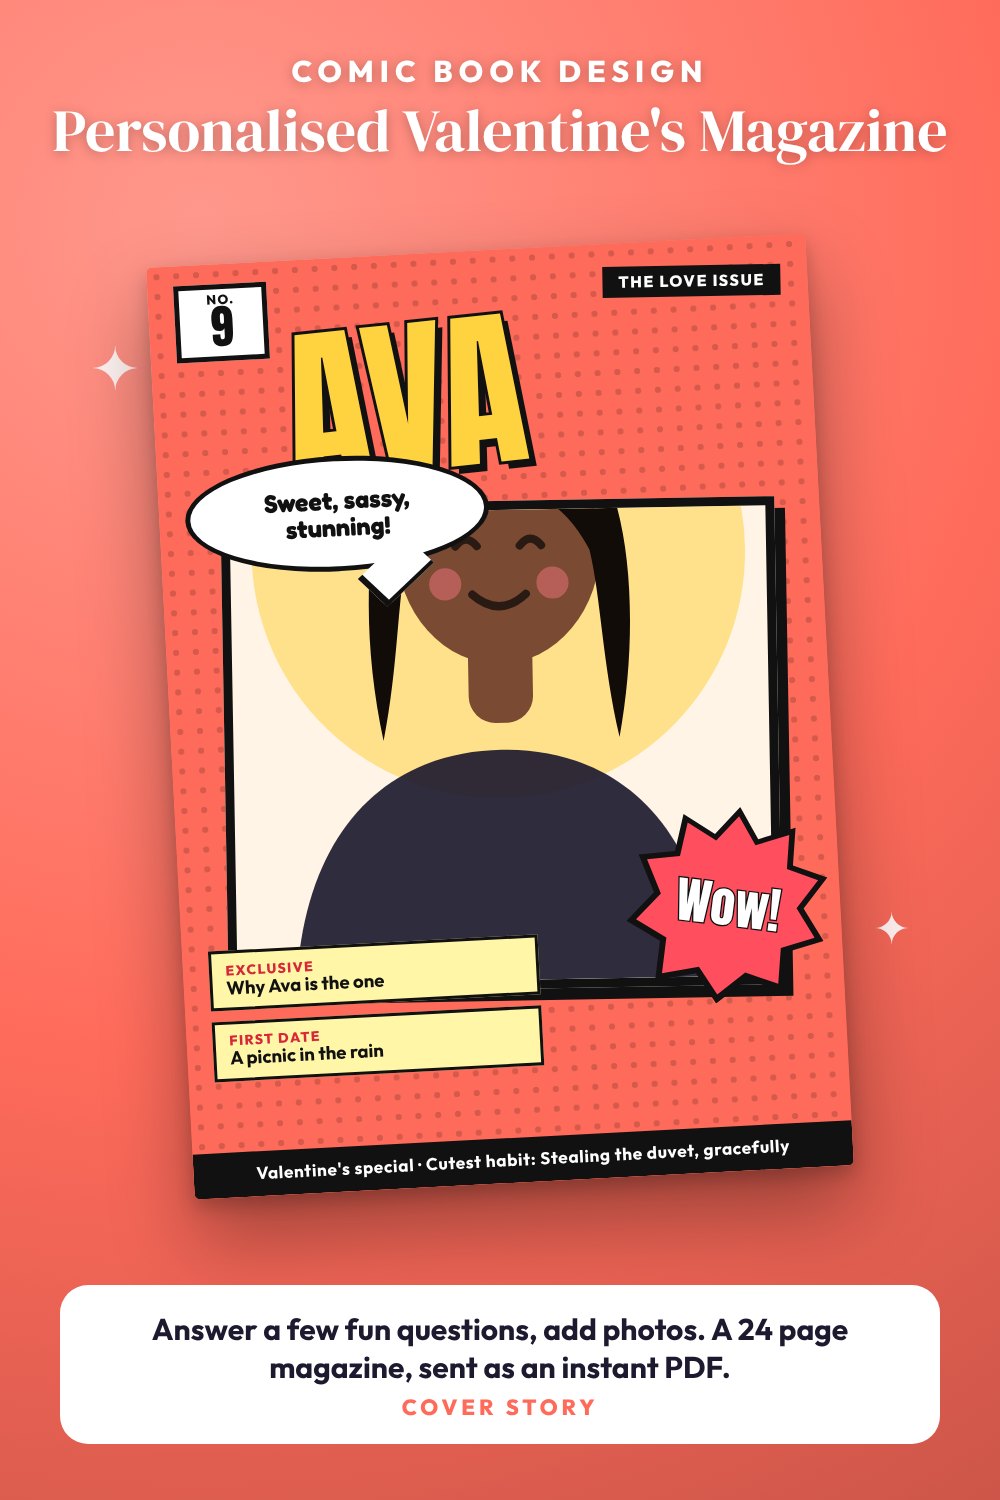 COMIC BOOK DESIGN
Personalised Valentine's Magazine
NO.
9
THE LOVE ISSUE
AVA
Sweet, sassy,
stunning!
Wow!
EXCLUSIVE
Why Ava is the one
FIRST DATE
A picnic in the rain
Valentine's special · Cutest habit: Stealing the duvet, gracefully
Answer a few fun questions, add photos. A 24 page
magazine, sent as an instant PDF.
COVER STORY